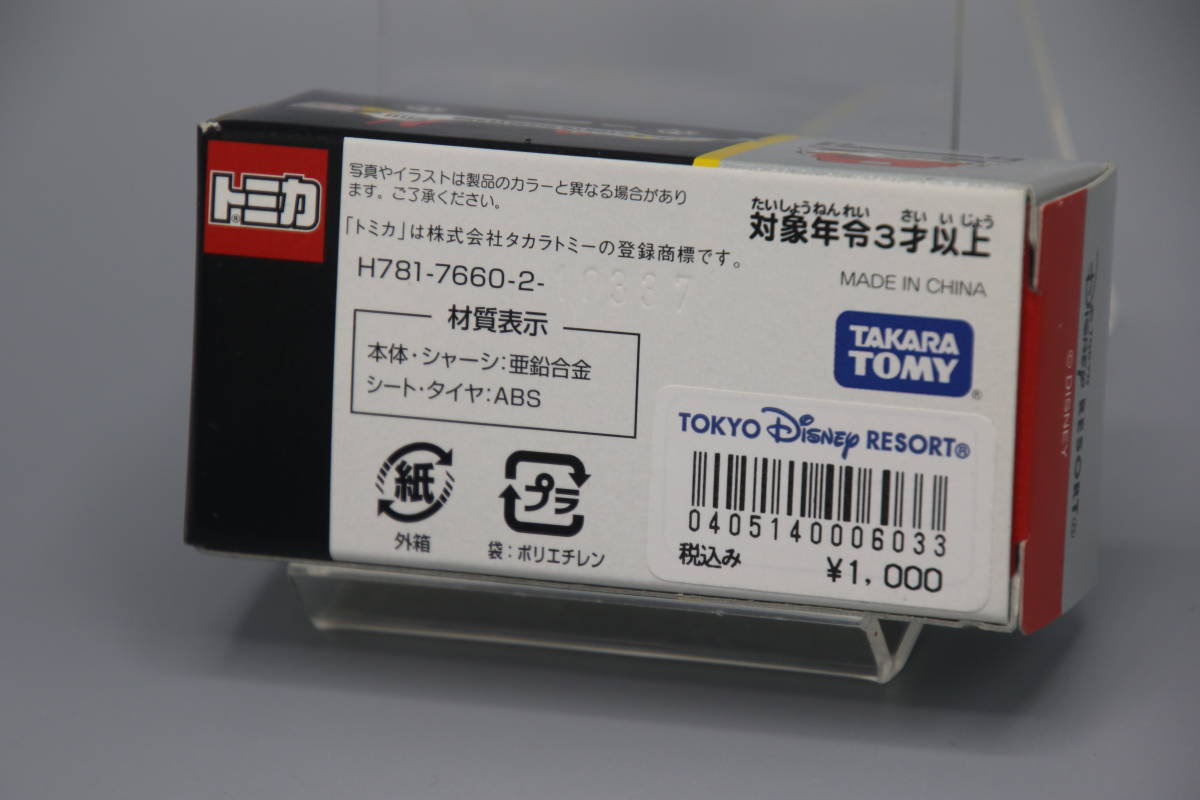 トミカ®
写真やイラストは製品のカラーと異なる場合があり
ます。ご了承ください。
「トミカ」は株式会社タカラトミーの登録商標です。
H781-7660-2-
材質表示
本体・シャーシ:亜鉛合金
シート・タイヤ:ABS
紙
外箱
プラ
袋:ポリエチレン
たいしょうねんれい さい いじょう
対象年令3才以上
MADE IN CHINA
TAKARA
TOMY
®
TOKYO Disney RESORT®
0405140006033
税込み
¥1,000
Disney RESORT®
© DISNEY